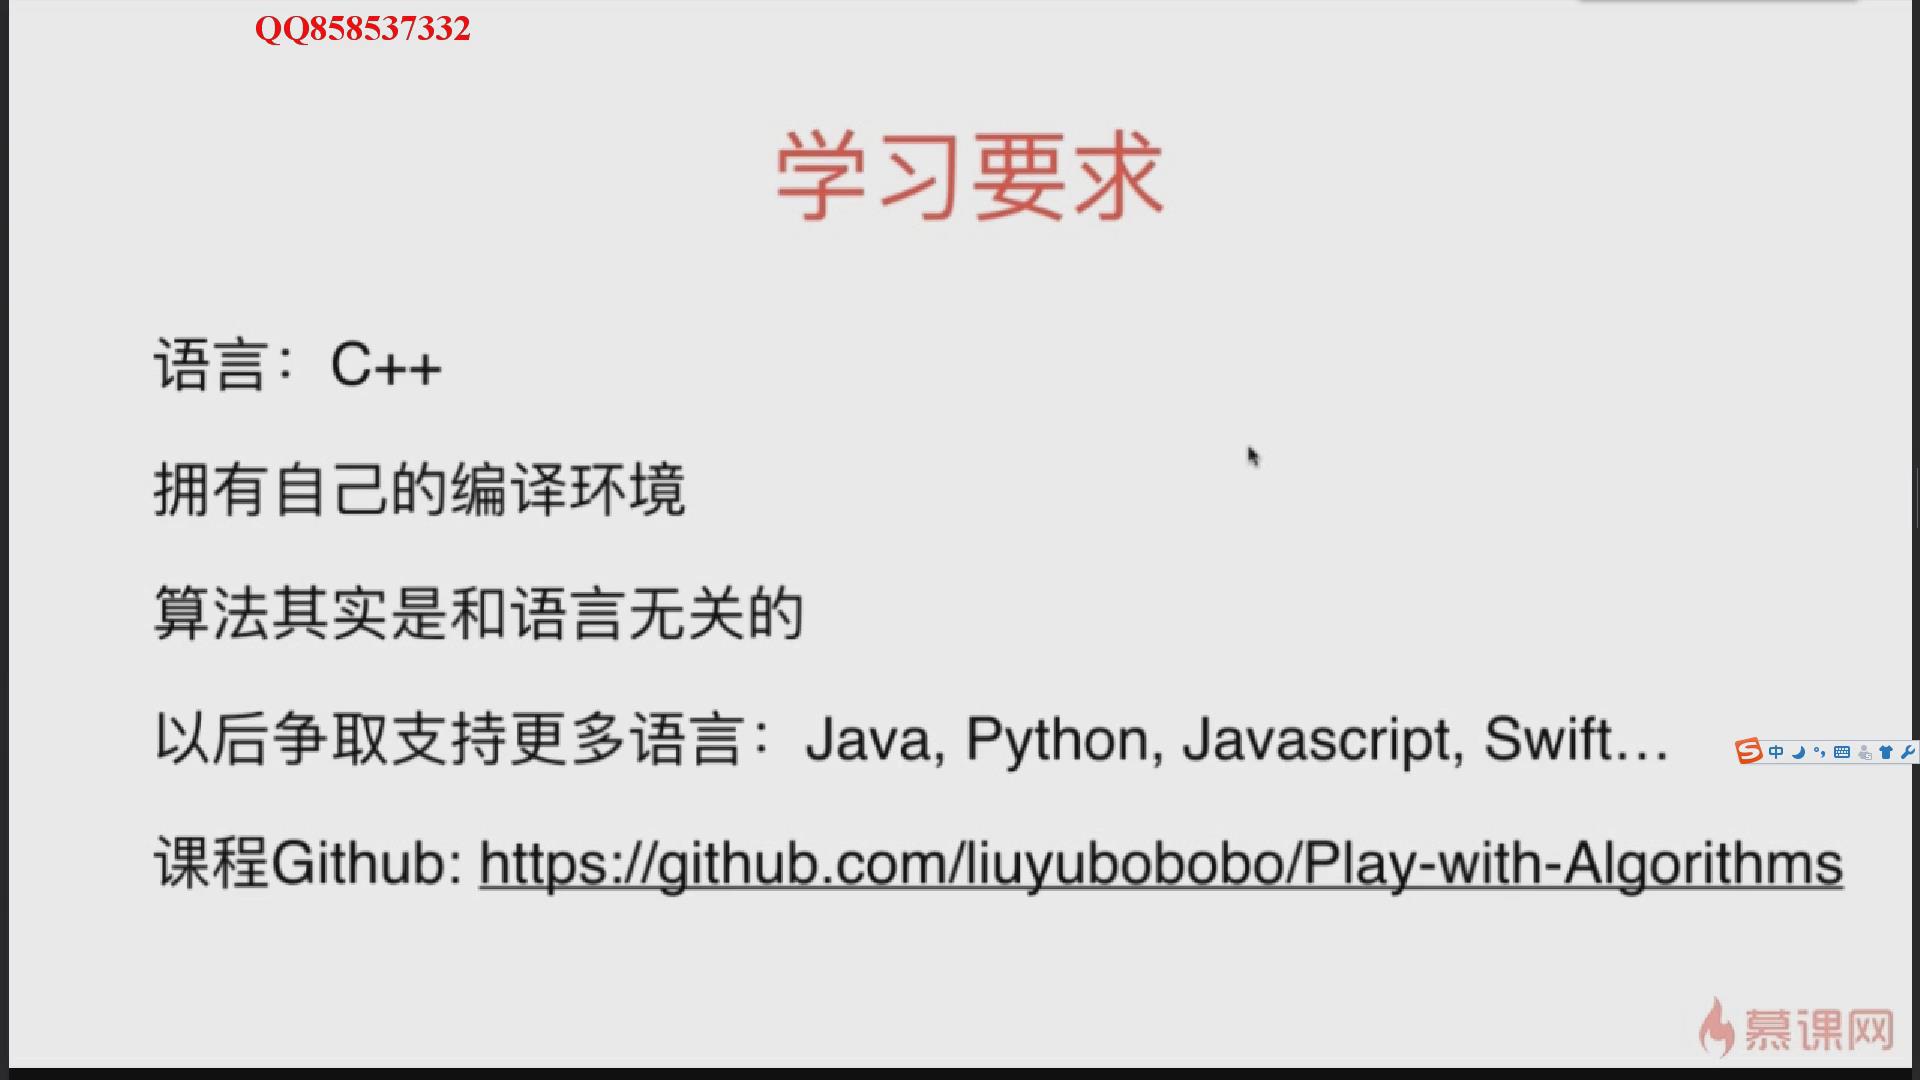 QQ858537332
学习要求
语言：C++
拥有自己的编译环境
算法其实是和语言无关的
以后争取支持更多语言：Java, Python, Javascript, Swift...
课程Github: https://github.com/liuyubobobo/Play-with-Algorithms
中
慕课网